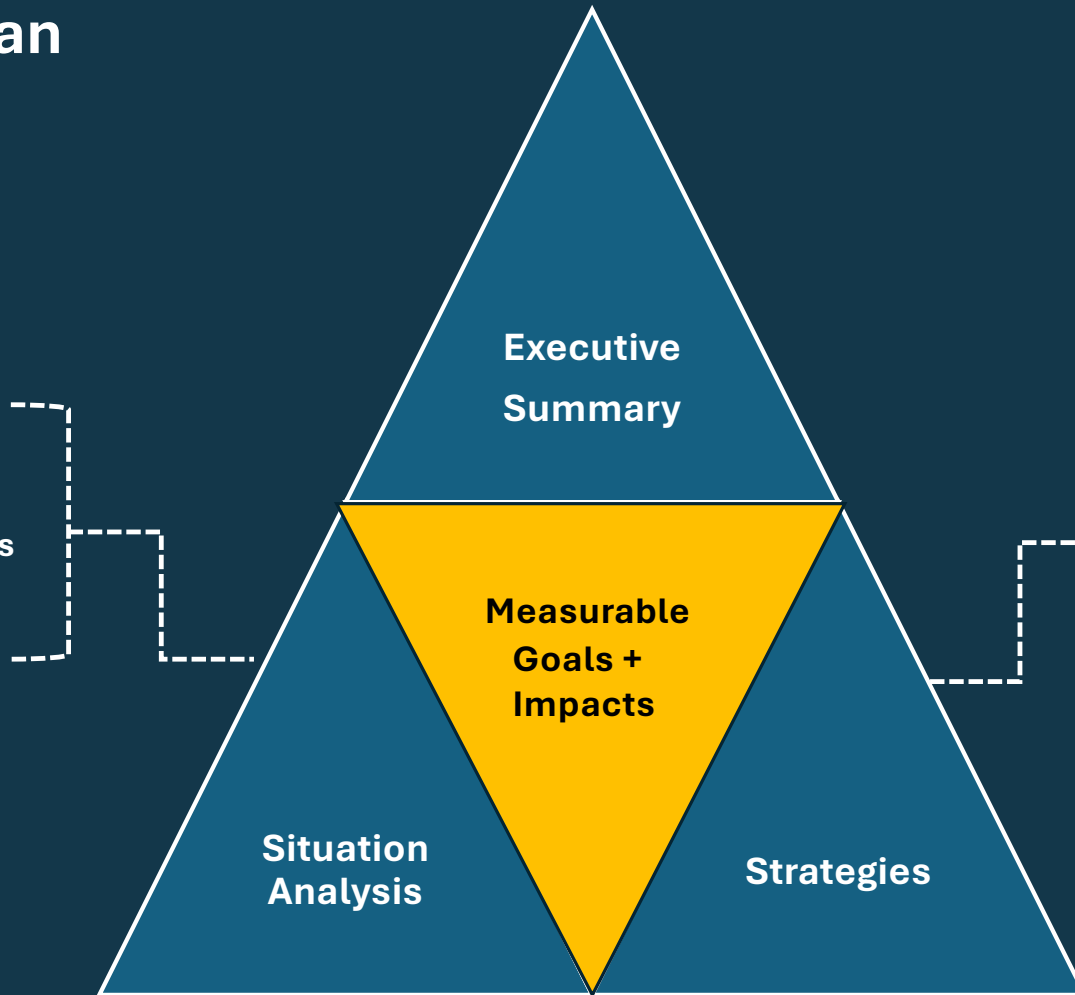 an
Executive
Summary
s
Measurable
Goals +
Impacts
Situation
Analysis
Strategies